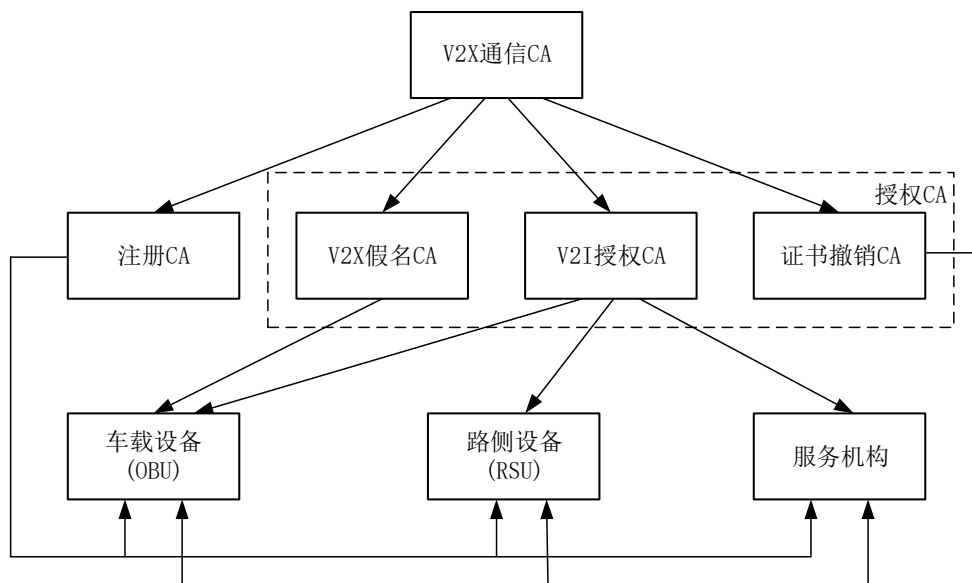 V2X通信CA
授权CA
注册CA
V2X假名CA
V2I授权CA
证书撤销CA
车载设备
(OBU)
路侧设备
(RSU)
服务机构